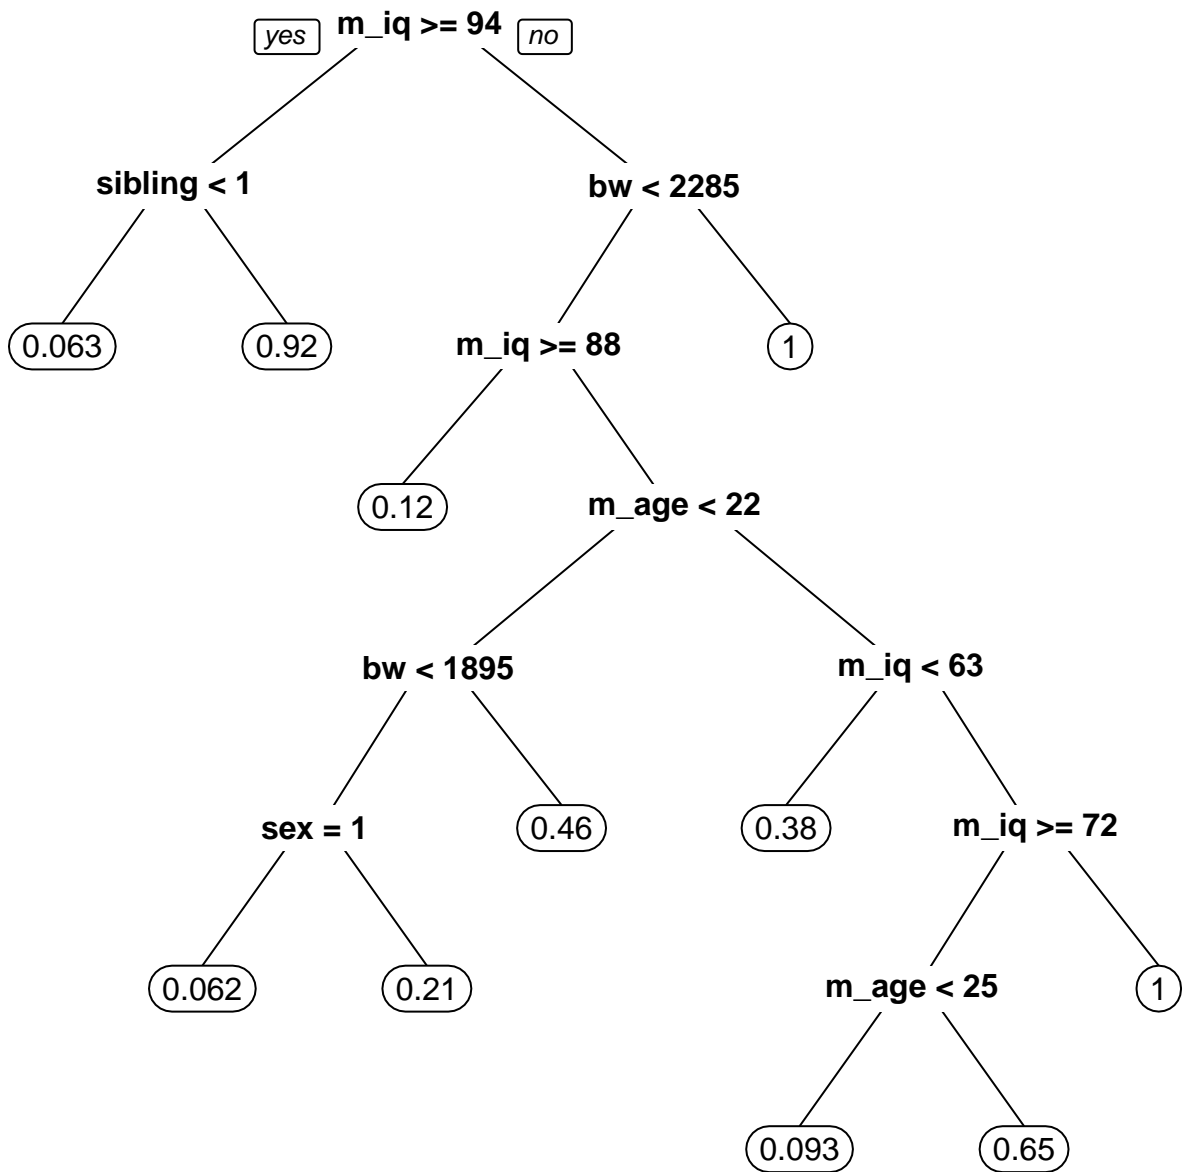 yes m_iq >= 94 no
sibling < 1 bw < 2285
0.063 0.92 m_iq >= 88 1
0.12 m_age < 22
bw < 1895 m_iq < 63
sex = 1 0.46 0.38 m_iq >= 72
0.062 0.21 m_age < 25 1
0.093 0.65